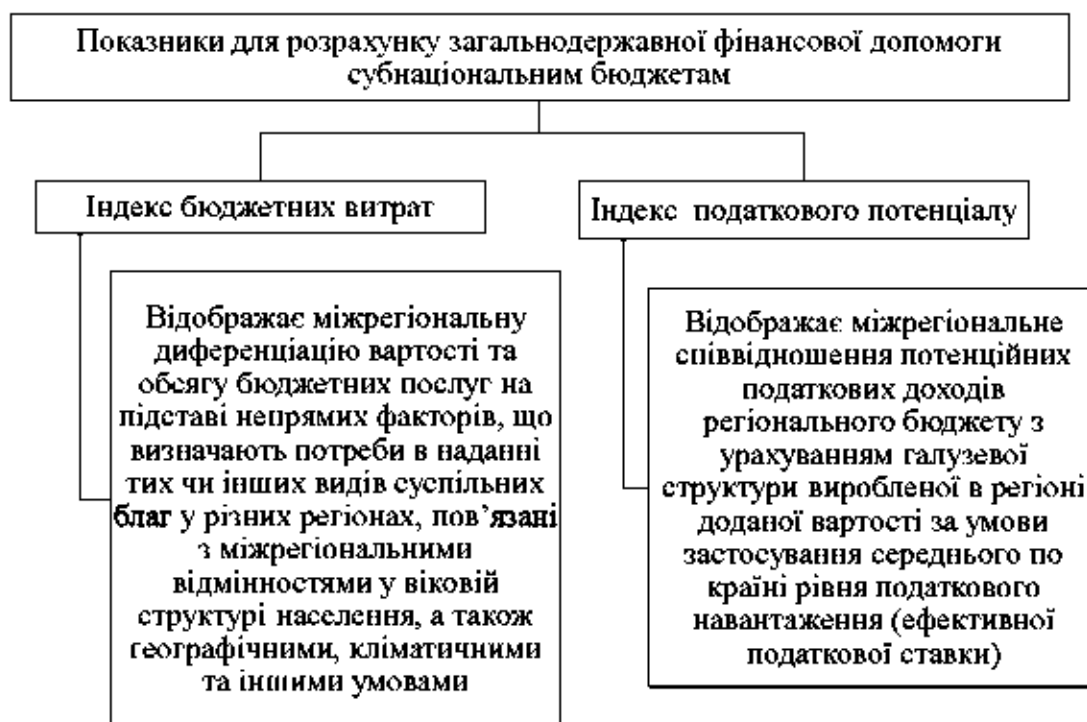 Показники для розрахунку загальнодержавної фінансової допомоги
субнаціональним бюджетам
Індекс бюджетних витрат
Індекс податкового потенціалу
Відображає міжрегіональну
диференціацію вартості та
обсягу бюджетних послуг на
підставі непрямих факторів, що
визначають потреби в наданні
тих чи інших видів суспільних
благ у різних регіонах, пов’язані
з міжрегіональними
відмінностями у віковій
структурі населення, а також
географічними, кліматичними
та іншими умовами
Відображає міжрегіональне
співвідношення потенційних
податкових доходів
регіонального бюджету з
урахуванням галузевої
структури виробленої в регіоні
доданої вартості за умови
застосування середнього по
країні рівня податкового
навантаження (ефективної
податкової ставки)